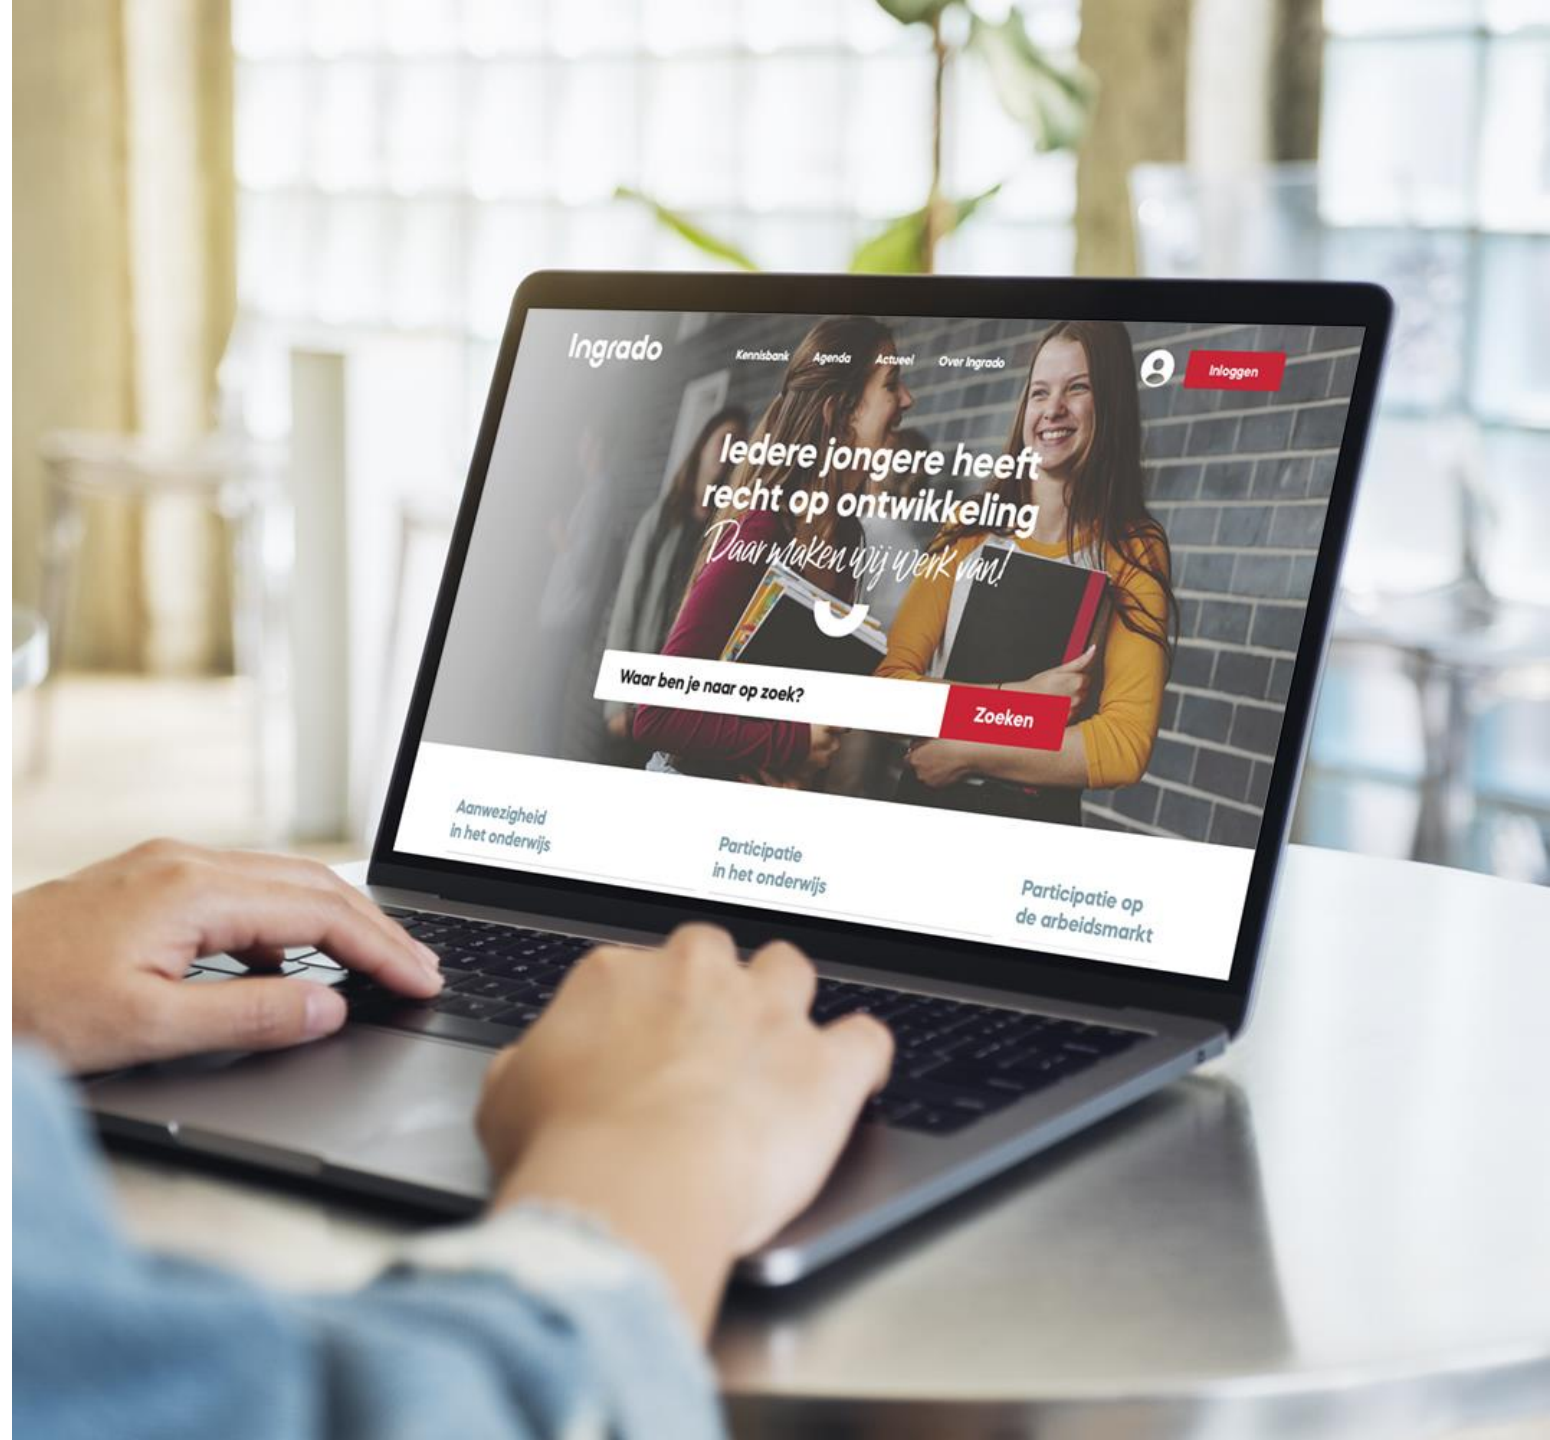 Ingrado
Kennisbank Agenda Actueel Over Ingrado
Inloggen
Iedere jongere heeft
recht op ontwikkeling
Daar maken wij werk van!
Waar ben je naar op zoek?
Zoeken
Aanwezigheid
in het onderwijs
Participatie
in het onderwijs
Participatie op
de arbeidsmarkt